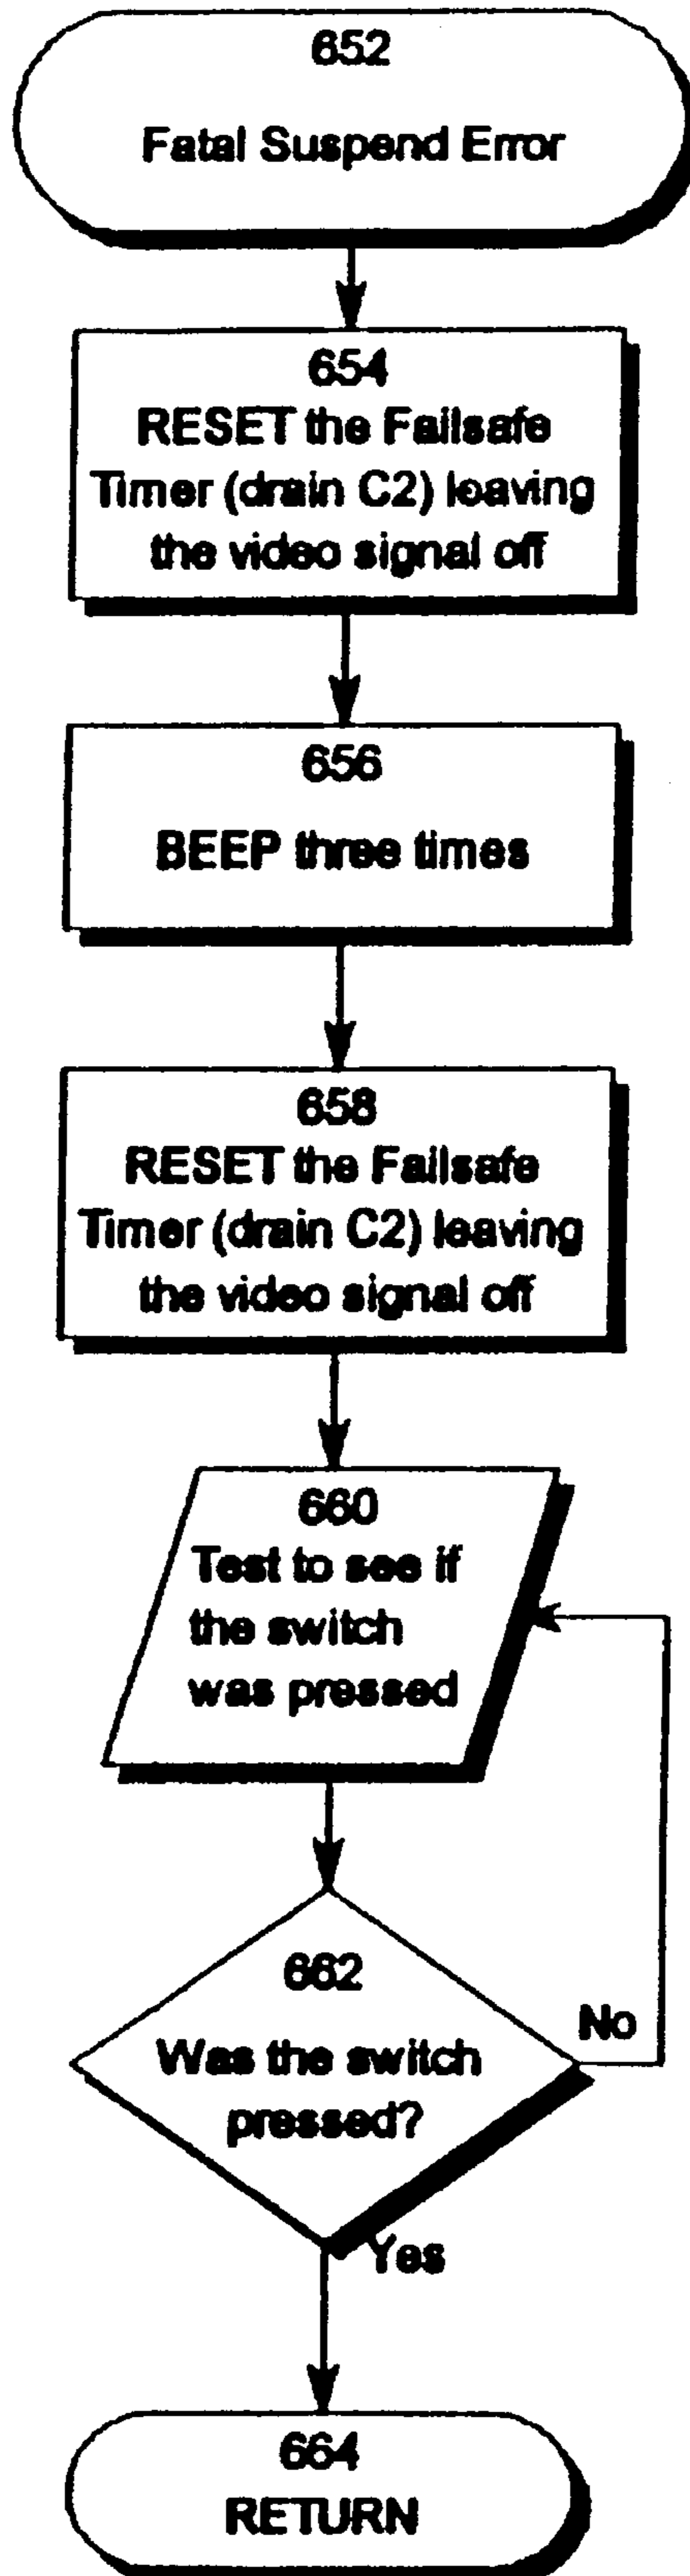 652
Fatal Suspend Error
654
RESET the Failsafe
Timer (drain C2) leaving
the video signal off
656
BEEP three times
658
RESET the Failsafe
Timer (drain C2) leaving
the video signal off
660
Test to see if
the switch
was pressed
662
Was the switch
pressed?
No
Yes
664
RETURN